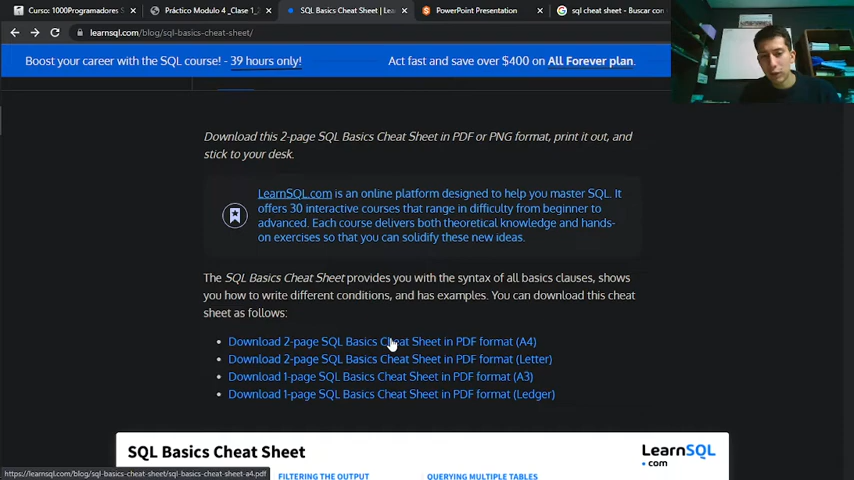 Curso: 1000Programadores S
Práctico Modulo 4 _Clase 1_
SQL Basics Cheat Sheet | Lea
PowerPoint Presentation
sql cheat sheet - Buscar con
learnsql.com/blog/sql-basics-cheat-sheet/
Boost your career with the SQL course! - 39 hours only!
Act fast and save over $400 on All Forever plan.
Download this 2-page SQL Basics Cheat Sheet in PDF or PNG format, print it out, and
stick to your desk.
LearnSQL.com is an online platform designed to help you master SQL. It
offers 30 interactive courses that range in difficulty from beginner to
advanced. Each course delivers both theoretical knowledge and hands-
on exercises so that you can solidify these new ideas.
The SQL Basics Cheat Sheet provides you with the syntax of all basics clauses, shows
you how to write different conditions, and has examples. You can download this cheat
sheet as follows:
• Download 2-page SQL Basics Cheat Sheet in PDF format (A4)
• Download 2-page SQL Basics Cheat Sheet in PDF format (Letter)
• Download 1-page SQL Basics Cheat Sheet in PDF format (A3)
• Download 1-page SQL Basics Cheat Sheet in PDF format (Ledger)
SQL Basics Cheat Sheet
LearnSQL
.com
FILTERING THE OUTPUT
QUERYING MULTIPLE TABLES
https://learnsql.com/blog/sql-basics-cheat-sheet/sql-basics-cheat-sheet-a4.pdf